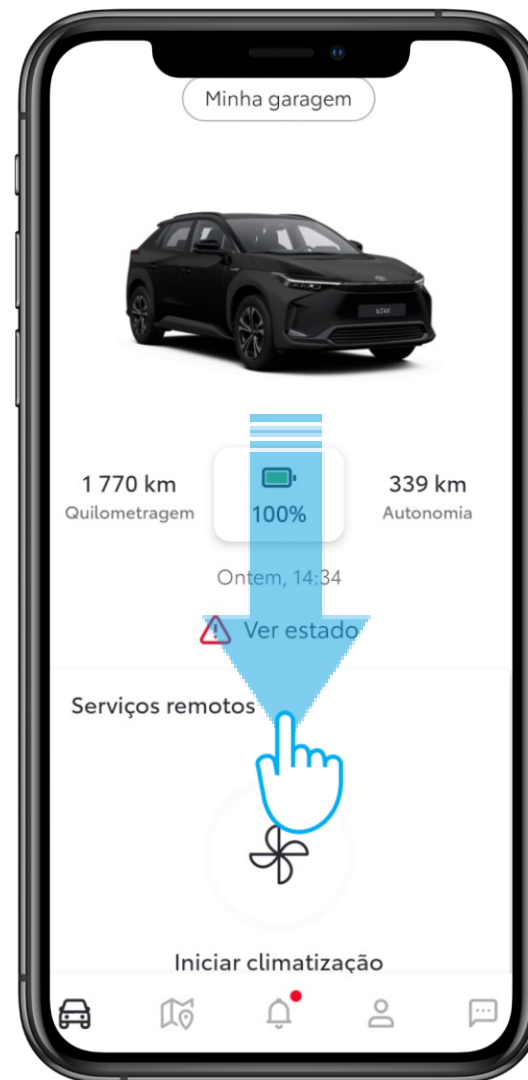 Minha garagem
bZ4X
1 770 km
Quilometragem
100%
339 km
Autonomia
Ontem, 14:34
Ver estado
Serviços remotos
Iniciar climatização